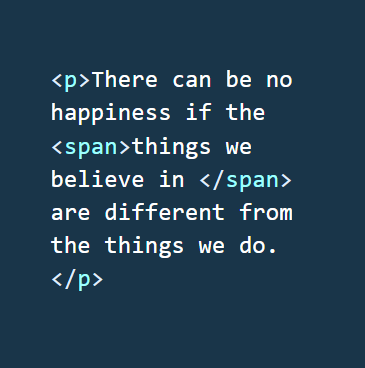 <p>There can be no
happiness if the
<span>things we
believe in </span>
are different from
the things we do.
</p>